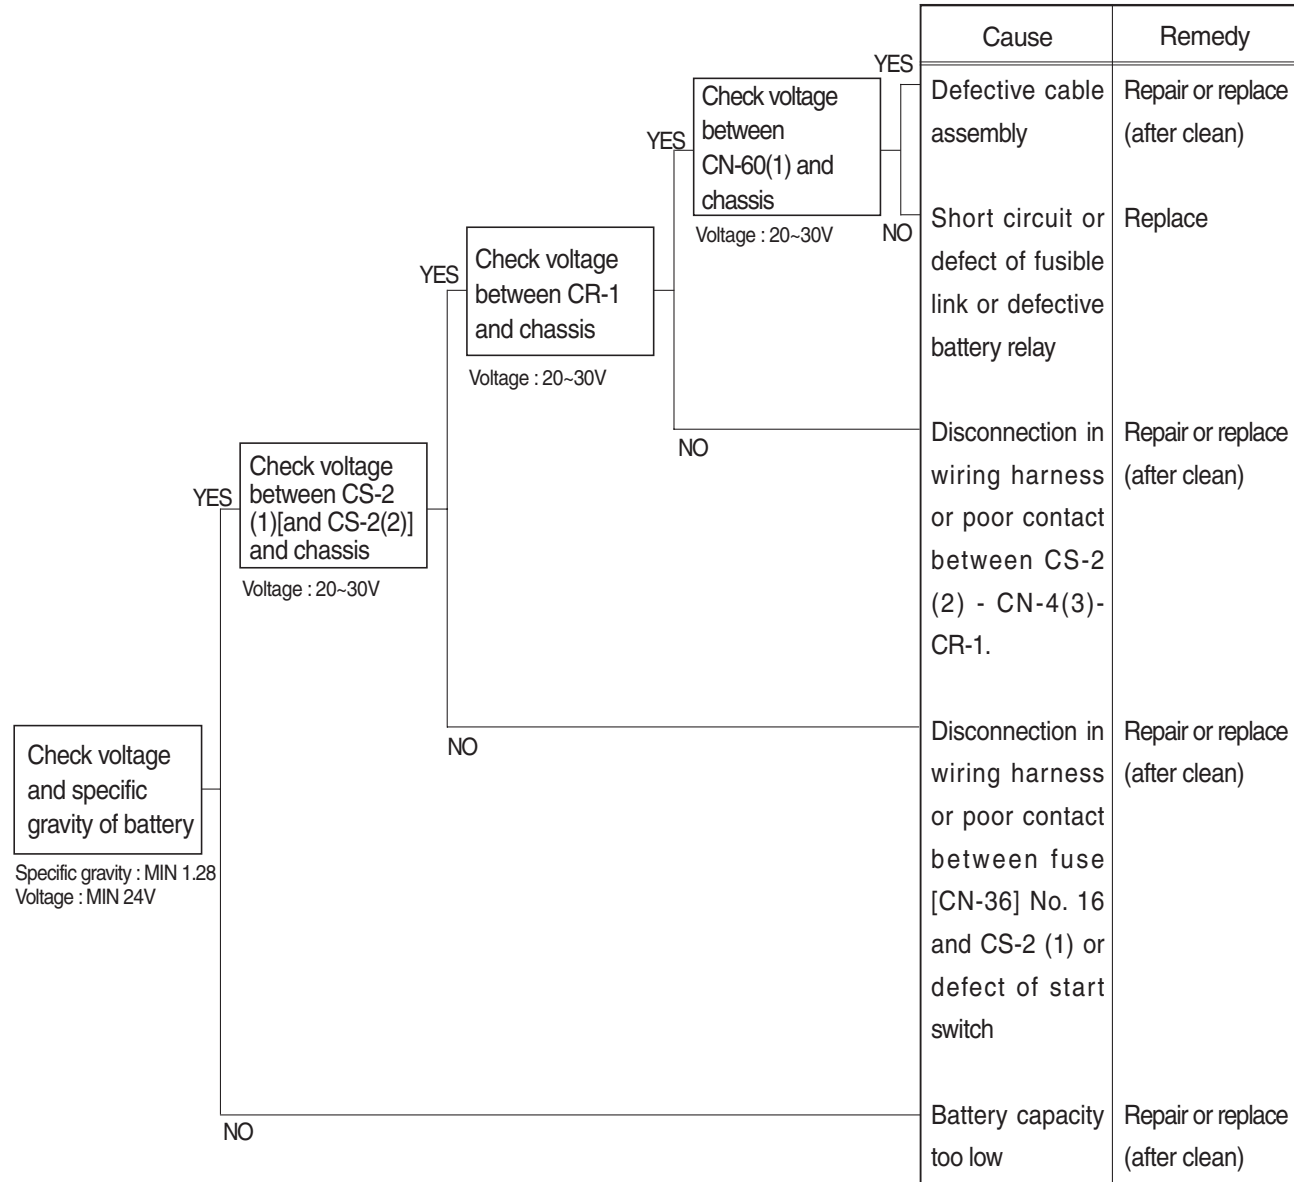 Cause
Remedy
YES
Check voltage
between
CN-60(1) and
chassis
Voltage : 20~30V
YES
NO
Defective cable
assembly
Repair or replace
(after clean)
Short circuit or
defect of fusible
link or defective
battery relay
Replace
YES
Check voltage
between CR-1
and chassis
Voltage : 20~30V
NO
Disconnection in
wiring harness
or poor contact
between CS-2
(2) - CN-4(3)-
CR-1.
Repair or replace
(after clean)
YES
Check voltage
between CS-2
(1)[and CS-2(2)]
and chassis
Voltage : 20~30V
NO
Disconnection in
wiring harness
or poor contact
between fuse
[CN-36] No. 16
and CS-2 (1) or
defect of start
switch
Repair or replace
(after clean)
Check voltage
and specific
gravity of battery
Specific gravity : MIN 1.28
Voltage : MIN 24V
NO
Battery capacity
too low
Repair or replace
(after clean)